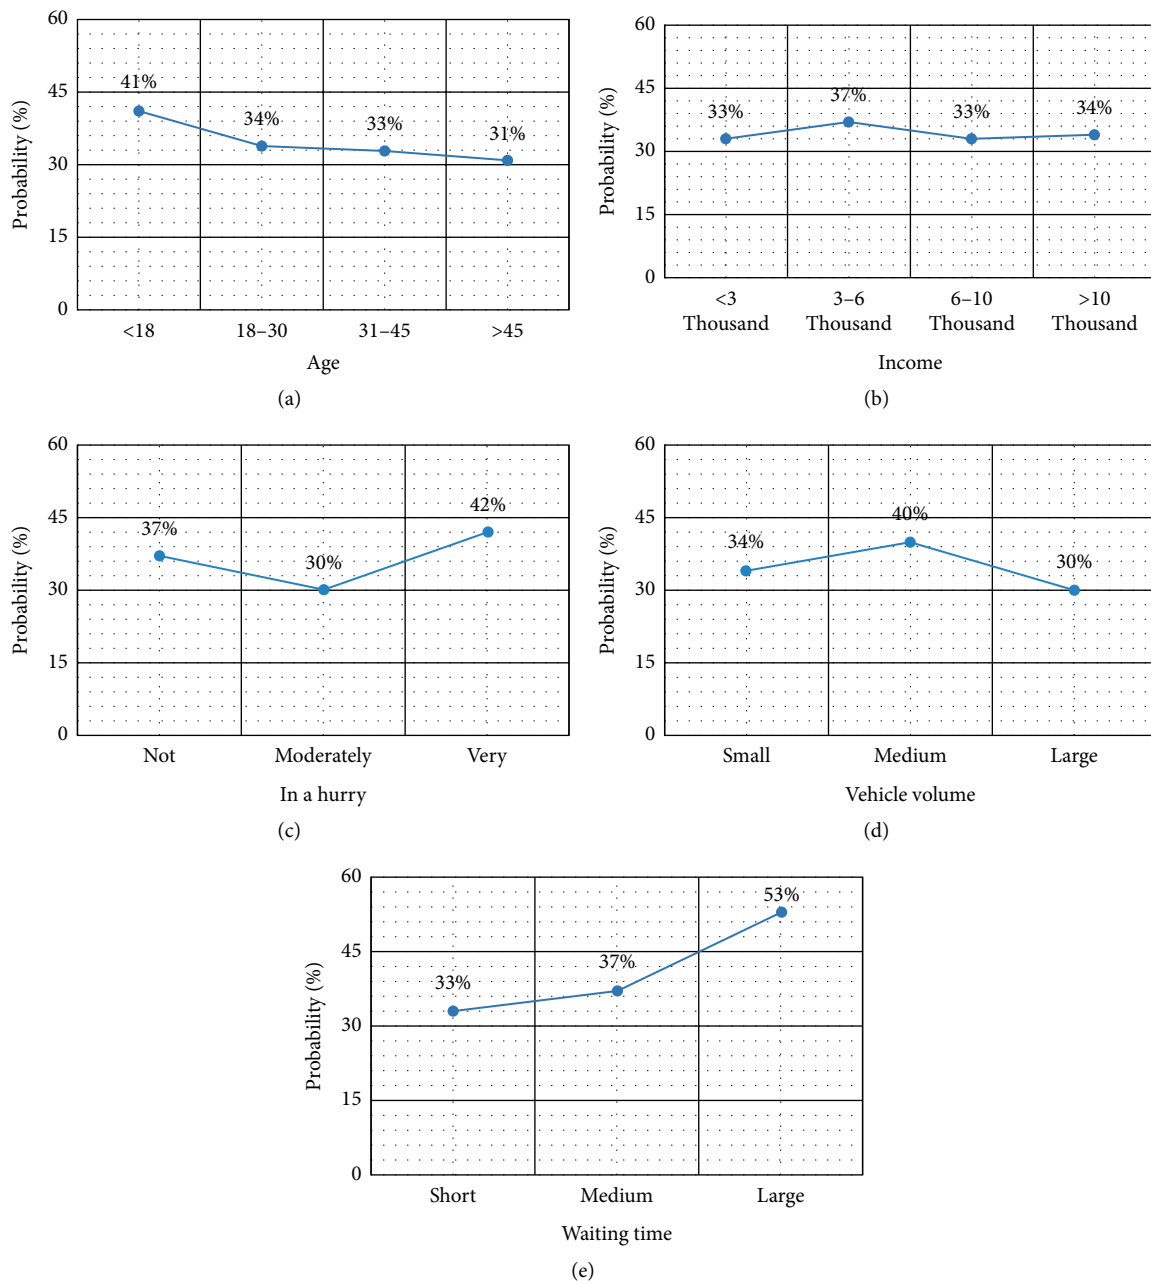 60
45
30
15
0
Probability (%)
41%
34%
33%
31%
<18
18–30
31–45
>45
Age
(a)
60
45
30
15
0
Probability (%)
33%
37%
33%
34%
<3
Thousand
3–6
Thousand
6–10
Thousand
>10
Thousand
Income
(b)
60
45
30
15
0
Probability (%)
37%
30%
42%
Not
Moderately
Very
In a hurry
(c)
60
45
30
15
0
Probability (%)
34%
40%
30%
Small
Medium
Large
Vehicle volume
(d)
60
45
30
15
0
Probability (%)
33%
37%
53%
Short
Medium
Large
Waiting time
(e)